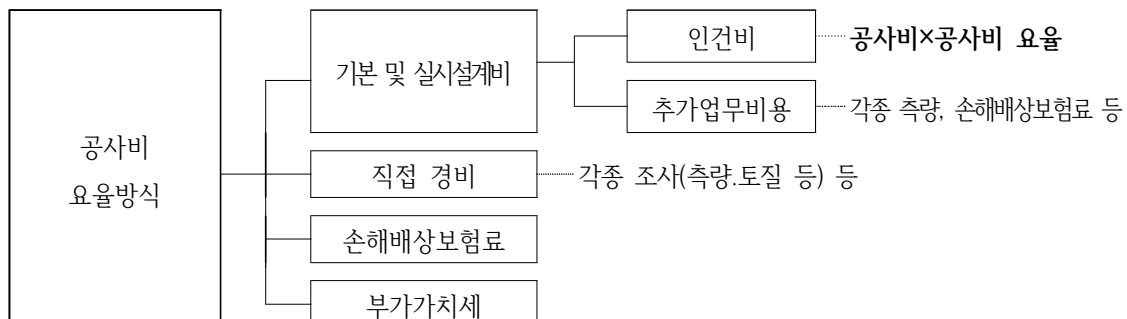 인건비
공사비×공사비 요율
기본 및 실시설계비
추가업무비용
각종 측량, 손해배상보험료 등
공사비
요율방식
직접 경비
각종 조사(측량.토질 등) 등
손해배상보험료
부가가치세